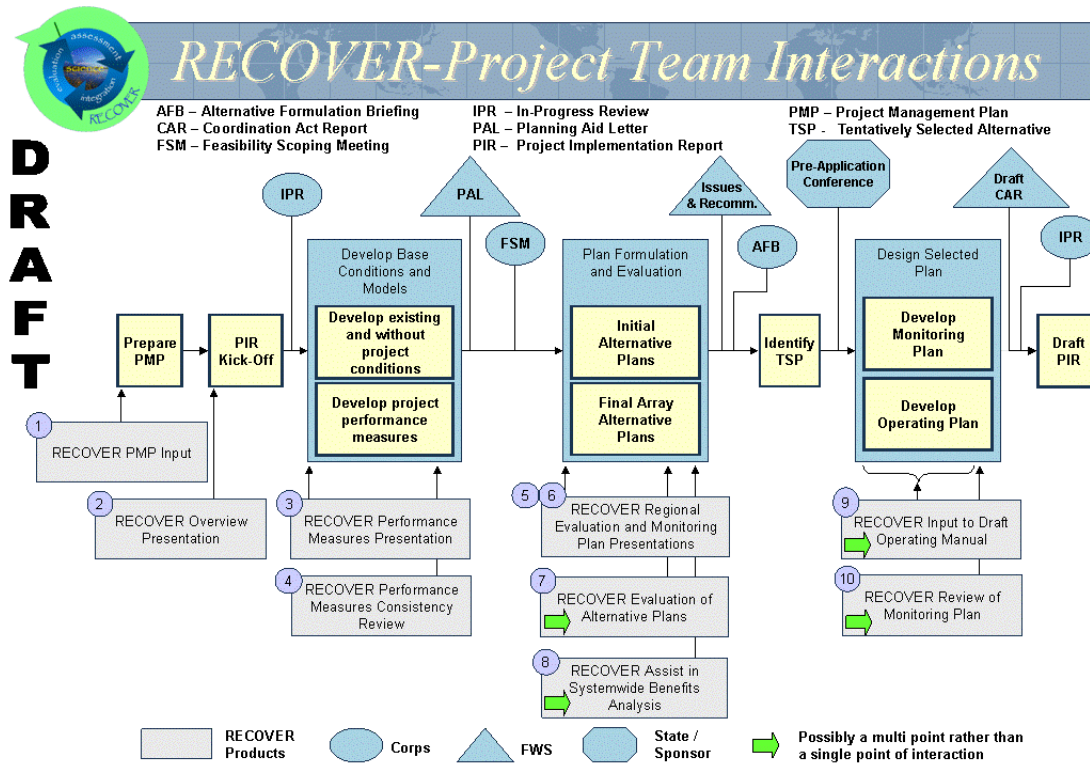 RECOVER-Project Team Interactions
evaluation
assessment
integration
science
RECOVER
AFB – Alternative Formulation Briefing
CAR – Coordination Act Report
FSM – Feasibility Scoping Meeting
IPR – In-Progress Review
PAL – Planning Aid Letter
PIR – Project Implementation Report
PMP – Project Management Plan
TSP - Tentatively Selected Alternative
DRAFT
IPR
PAL
FSM
Issues
& Recomm.
AFB
Pre-Application
Conference
Draft
CAR
IPR
Prepare
PMP
PIR
Kick-Off
Develop Base
Conditions and
Models
Develop existing
and without
project
conditions
Develop project
performance
measures
Plan Formulation
and Evaluation
Initial
Alternative
Plans
Final Array
Alternative
Plans
Identify
TSP
Design Selected
Plan
Develop
Monitoring
Plan
Develop
Operating Plan
Draft
PIR
1
RECOVER PMP Input
2
RECOVER Overview
Presentation
3
RECOVER Performance
Measures Presentation
4
RECOVER Performance
Measures Consistency
Review
5 6
RECOVER Regional
Evaluation and Monitoring
Plan Presentations
7
RECOVER Evaluation of
Alternative Plans
8
RECOVER Assist in
Systemwide Benefits
Analysis
9
RECOVER Input to Draft
Operating Manual
10
RECOVER Review of
Monitoring Plan
RECOVER
Products
Corps
FWS
State /
Sponsor
Possibly a multi point rather than
a single point of interaction